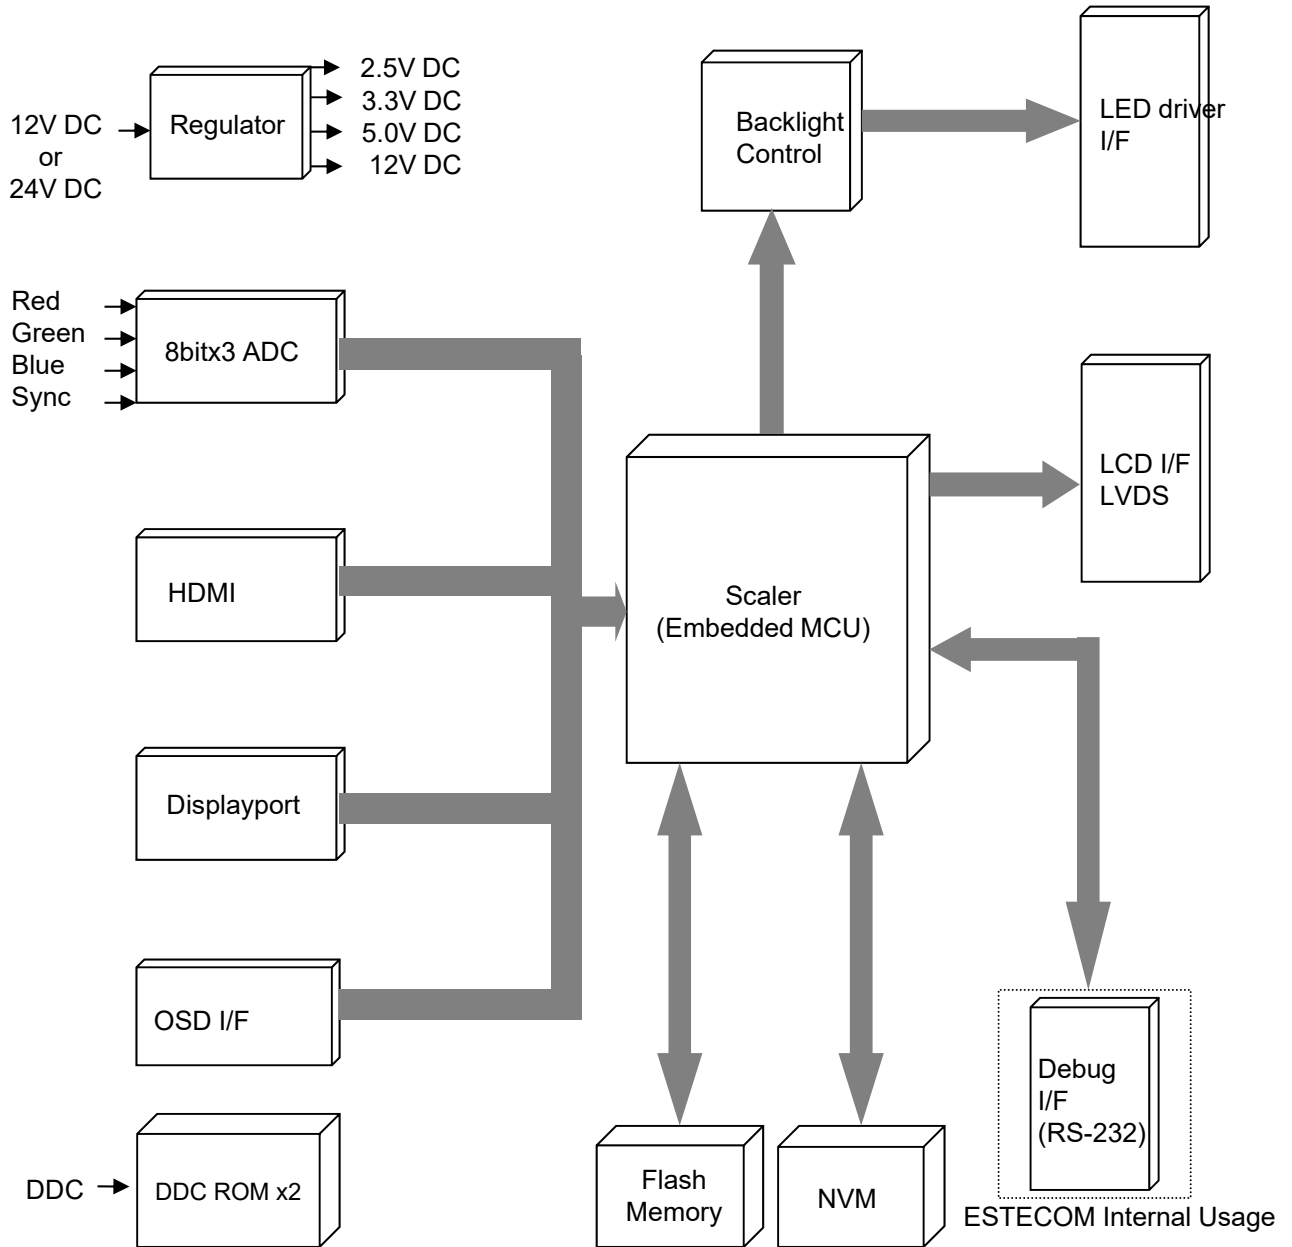 12V DC
or
24V DC
Regulator
2.5V DC
3.3V DC
5.0V DC
12V DC
Backlight
Control
LED driver
I/F
Red
Green
Blue
Sync
8bitx3 ADC
LCD I/F
LVDS
HDMI
Scaler
(Embedded MCU)
Displayport
OSD I/F
Debug
I/F
(RS-232)
ESTECOM Internal Usage
DDC
DDC ROM x2
Flash
Memory
NVM